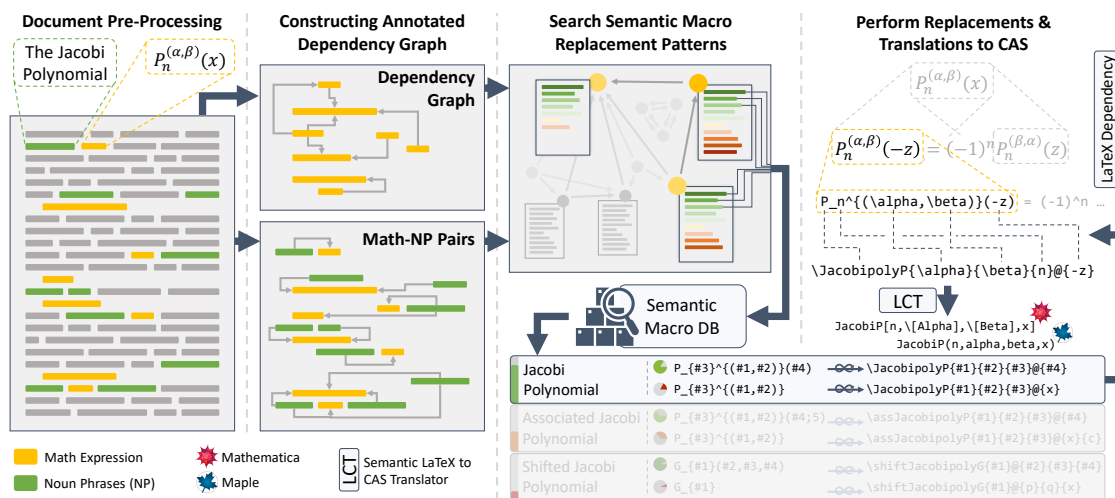 Document Pre-Processing
The Jacobi
Polynomial
P_n^{(α,β)}(x)
Constructing Annotated
Dependency Graph
Dependency
Graph
Math-NP Pairs
Search Semantic Macro
Replacement Patterns
Semantic
Macro DB
Perform Replacements &
Translations to CAS
P_n^{(α,β)}(x)
P_n^{(α,β)}(-z) = (-1)^n P_n^{(β,α)}(z)
P_n^{(\alpha,\beta)}(-z) = (-1)^n …
\JacobipolyP{\alpha}{\beta}{n}@{-z}
LaTeX Dependency
LCT
JacobiP[n,\[Alpha],\[Beta],x]
JacobiP(n,alpha,beta,x)
Jacobi
Polynomial
P_{#3}^{(#1,#2)}(#4) \JacobipolyP{#1}{#2}{#3}@{#4}
P_{#3}^{(#1,#2)} \JacobipolyP{#1}{#2}{#3}@{x}
Associated Jacobi
Polynomial
P_{#3}^{(#1,#2)}(#4;5) \assJacobipolyP{#1}{#2}{#3}@{#4}
P_{#3}^{(#1,#2)} \assJacobipolyP{#1}{#2}{#3}@{x}{c}
Shifted Jacobi
Polynomial
G_{#1}(#2,#3,#4) \shiftJacobipolyG{#1}@{#2}{#3}{#4}
G_{#1} \shiftJacobipolyG{#1}@{p}{q}{x}
Math Expression
Noun Phrases (NP)
Mathematica
Maple
LCT
Semantic LaTeX to
CAS Translator